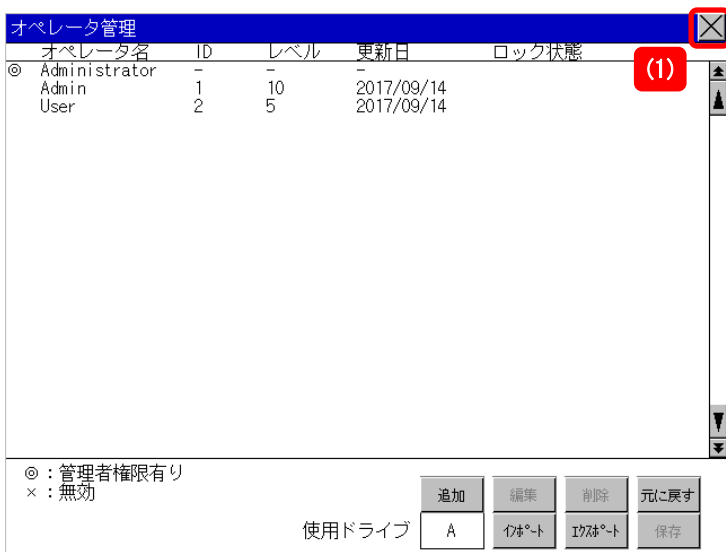 オペレータ管理
オペレータ名 ID レベル 更新日 ロック状態
(1)
◎ Administrator - - -
Admin 1 10 2017/09/14
User 2 5 2017/09/14
◎：管理者権限有り
×：無効
追加 編集 削除 元に戻す
使用ドライブ A ｲﾝﾎﾟｰﾄ ｴｸｽﾎﾟｰﾄ 保存